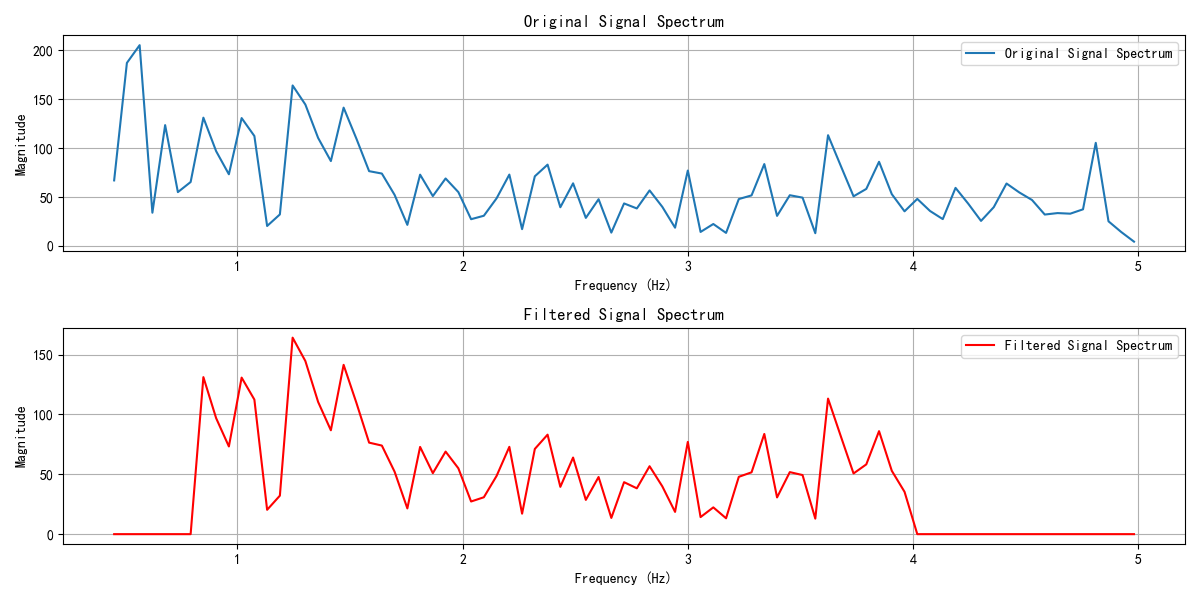 Original Signal Spectrum
Original Signal Spectrum
200
150
100
50
0
Magnitude
1 2 3 4 5
Frequency (Hz)
Filtered Signal Spectrum
Filtered Signal Spectrum
150
100
50
0
Magnitude
1 2 3 4 5
Frequency (Hz)